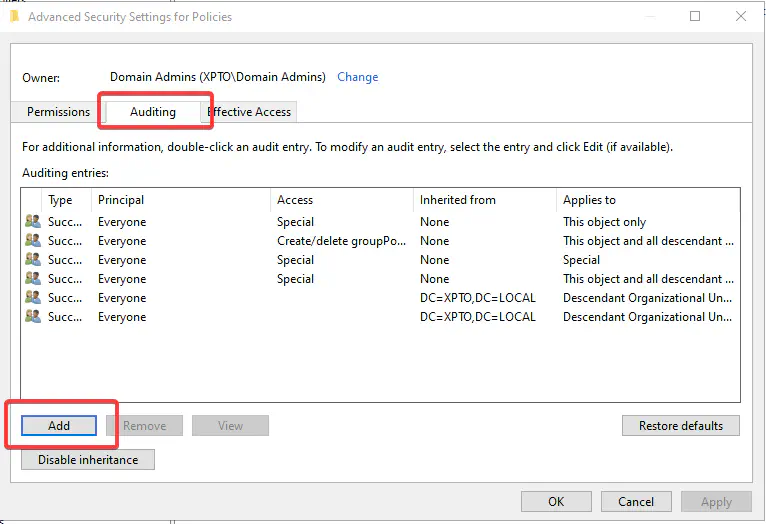 Advanced Security Settings for Policies
Owner: Domain Admins (XPTO\Domain Admins) Change
Permissions Auditing Effective Access
For additional information, double-click an audit entry. To modify an audit entry, select the entry and click Edit (if available).
Auditing entries:
Type Principal Access Inherited from Applies to
Succ... Everyone Special None This object only
Succ... Everyone Create/delete groupPo... None This object and all descendant ...
Succ... Everyone Special None Special
Succ... Everyone Special None This object and all descendant ...
Succ... Everyone DC=XPTO,DC=LOCAL Descendant Organizational Un...
Succ... Everyone DC=XPTO,DC=LOCAL Descendant Organizational Un...
Add Remove View Restore defaults
Disable inheritance
OK Cancel Apply